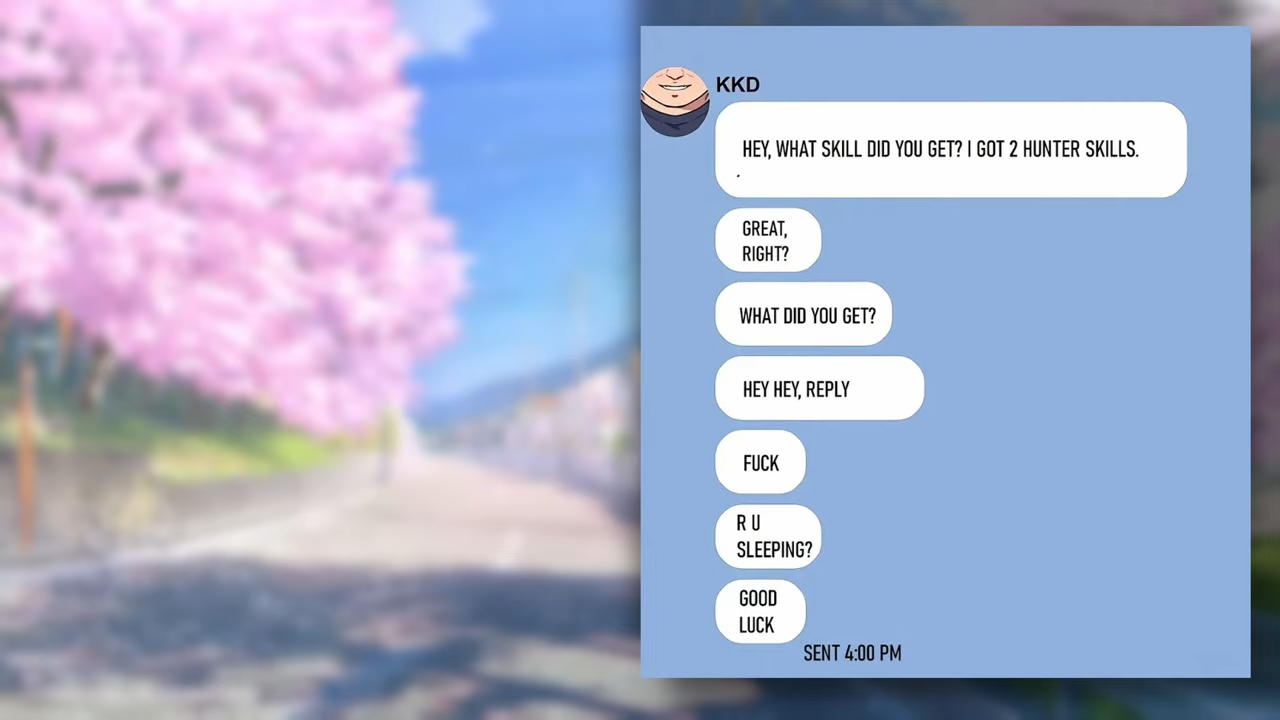 KKD
HEY, WHAT SKILL DID YOU GET? I GOT 2 HUNTER SKILLS.
.
GREAT,
RIGHT?
WHAT DID YOU GET?
HEY HEY, REPLY
FUCK
R U
SLEEPING?
GOOD
LUCK
SENT 4:00 PM